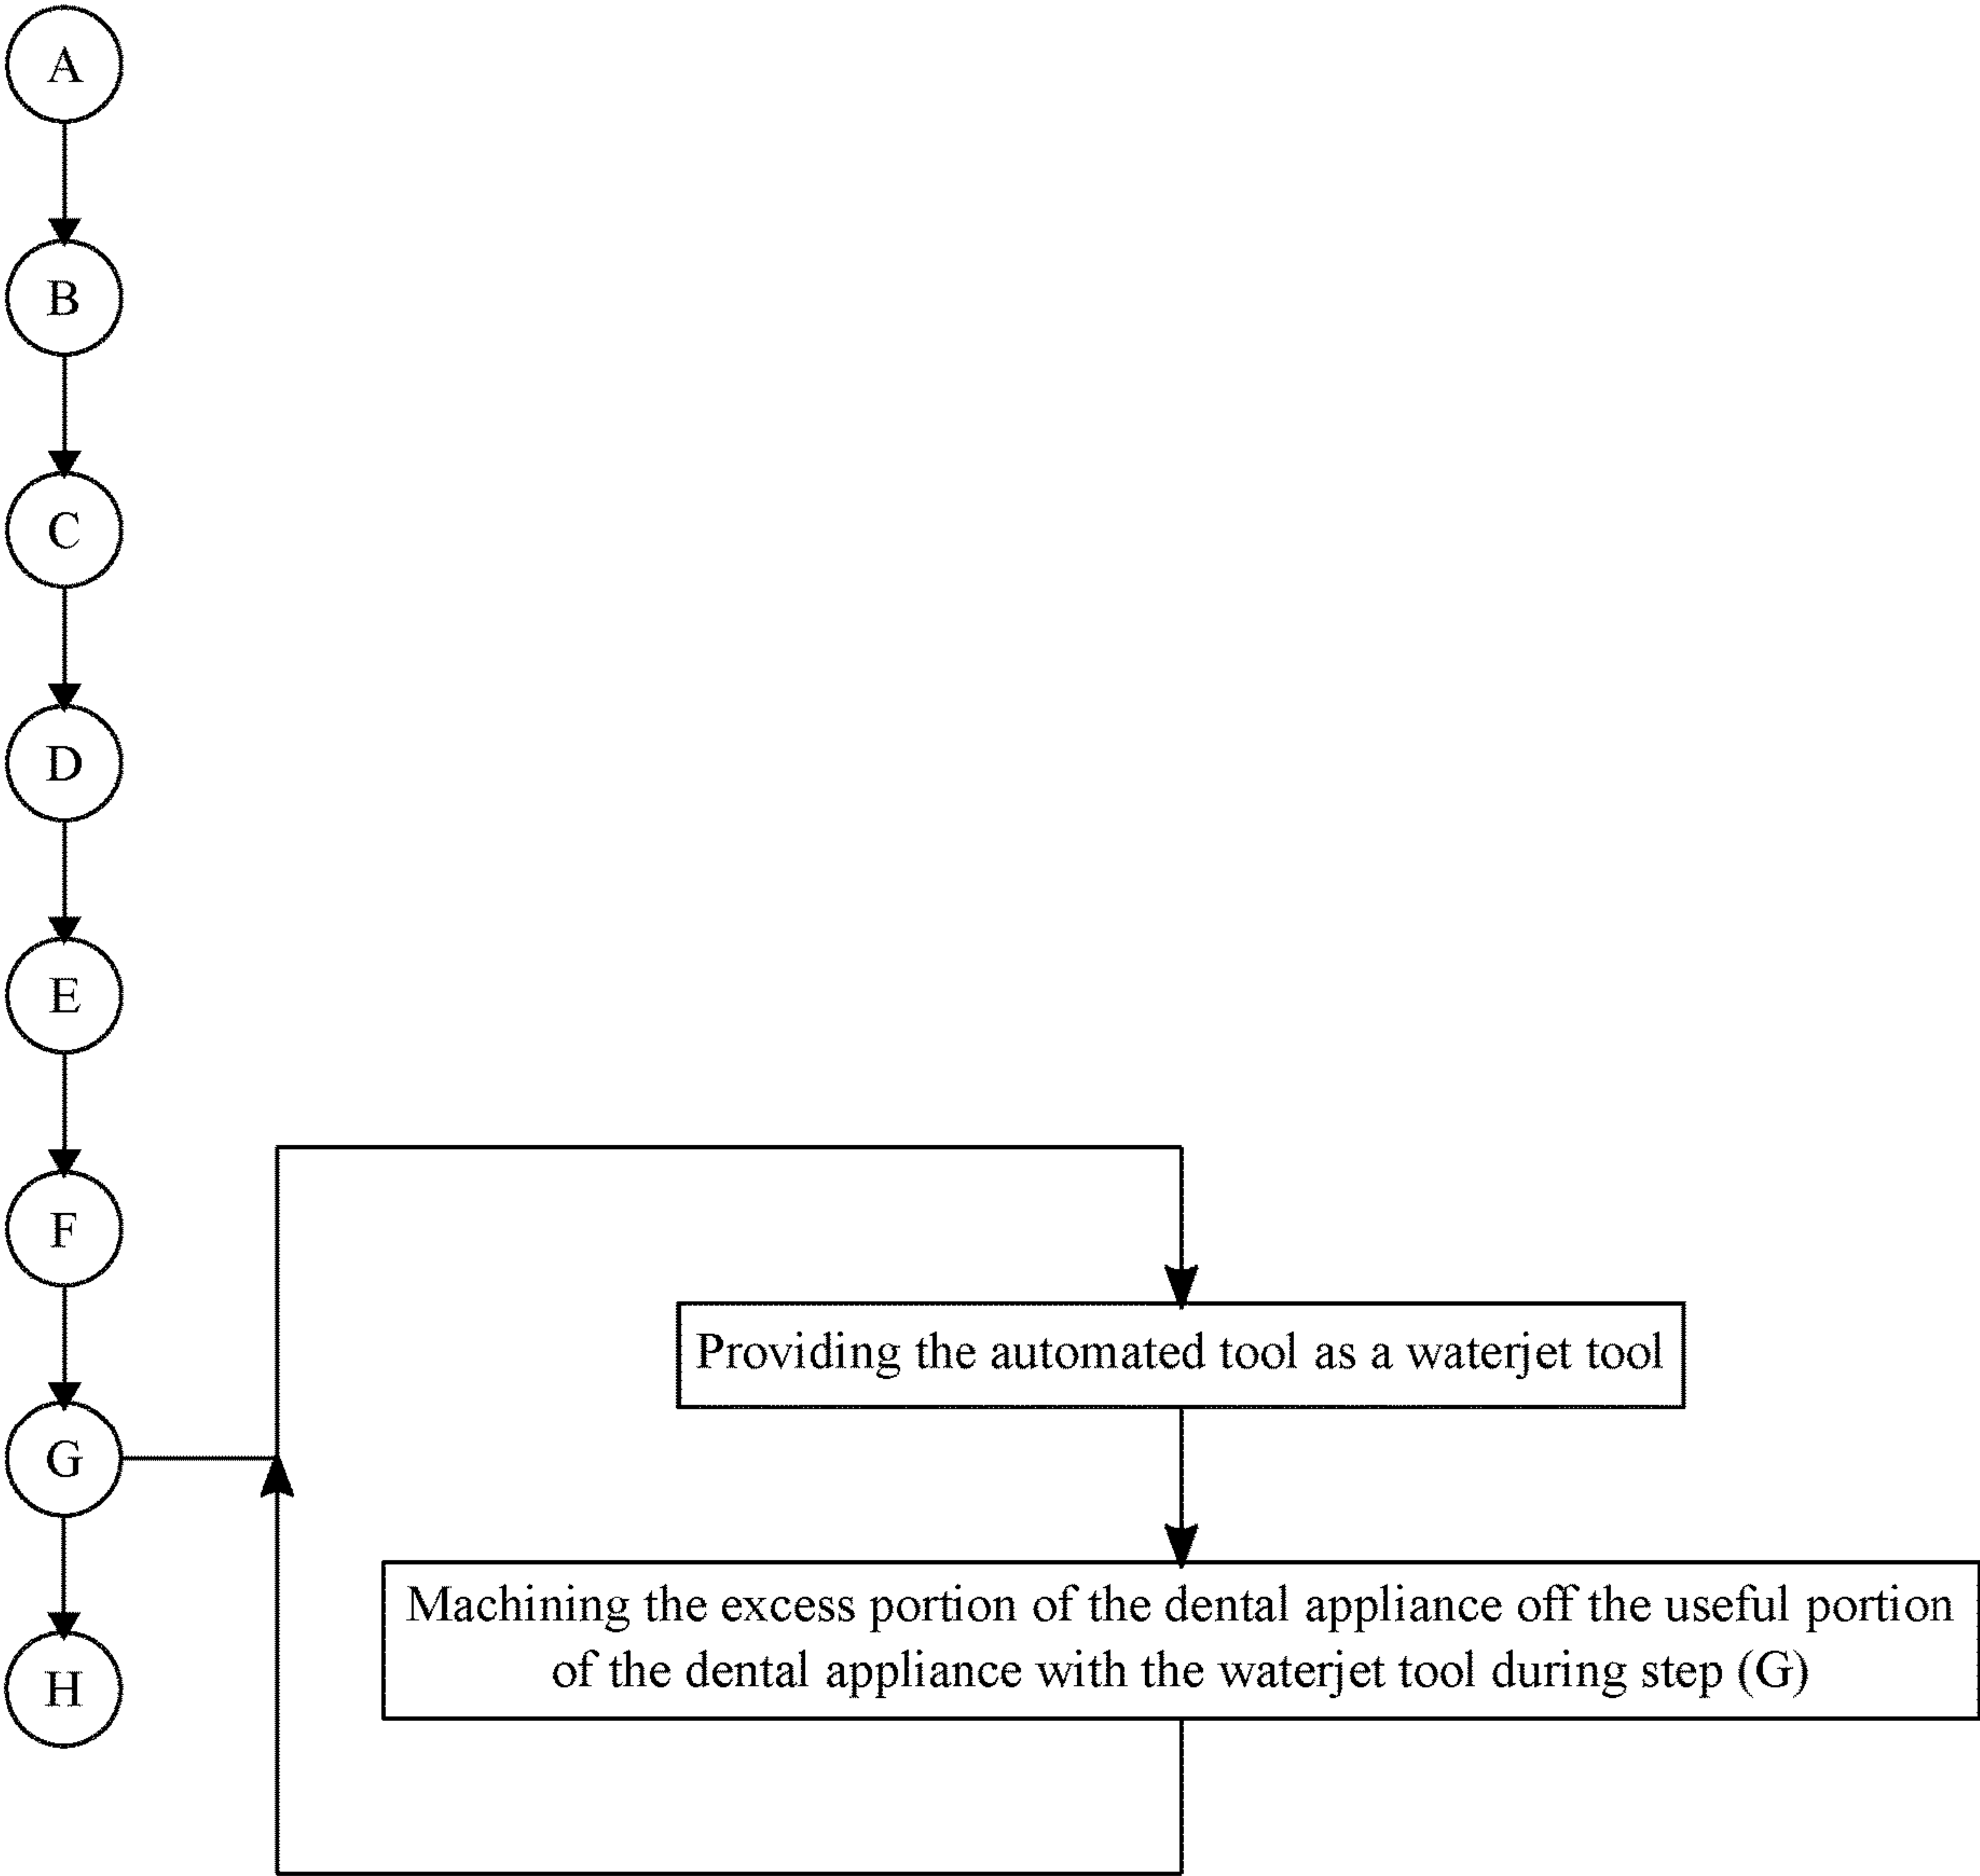 A
B
C
D
E
F
G
H
Providing the automated tool as a waterjet tool
Machining the excess portion of the dental appliance off the useful portion
of the dental appliance with the waterjet tool during step (G)